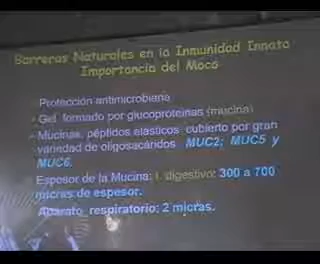 Barreras Naturales en la Inmunidad Innata
Importancia del Moco
- Protección antimicrobiana
- Gel formado por glucoproteinas (mucina)
- Mucinas: péptidos elasticos cubierto por gran
variedad de oligosacáridos MUC2; MUC5 y
MUC6.
Espesor de la Mucina: I. digestivo: 300 a 700
micras de espesor.
Aparato respiratorio: 2 micras.